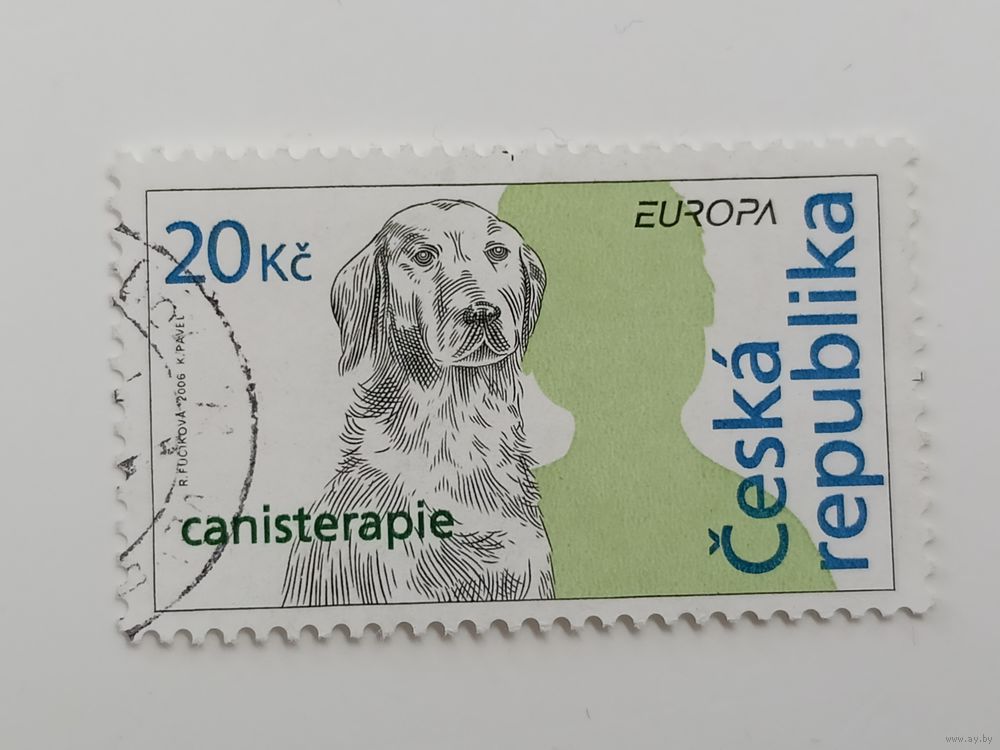 20 Kč
EUROPA
Česká
republika
canisterapie
R. FUČÍKOVÁ 2006 K. PAVEL
www.ay.by